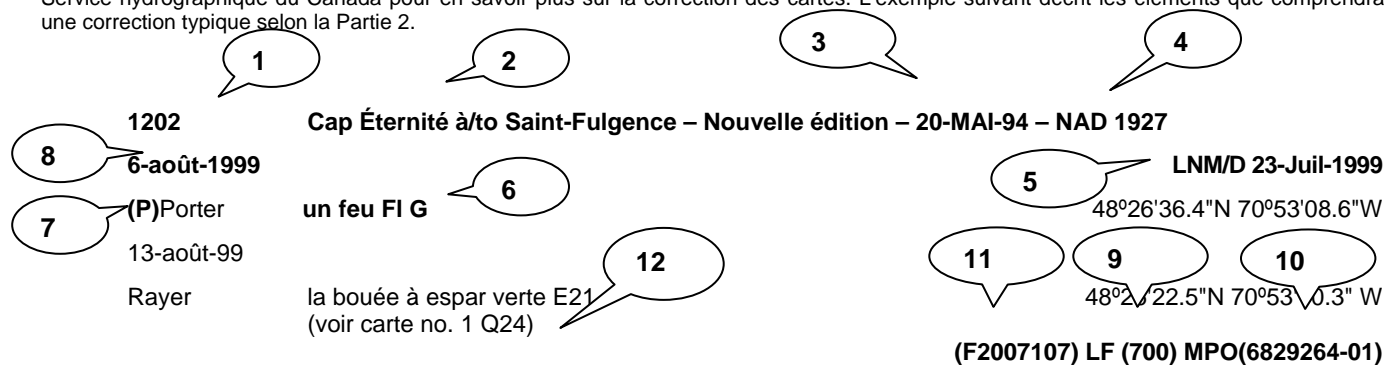 Service hydrographique du Canada pour en savoir plus sur la correction des cartes. L'exemple suivant décrit les éléments que comprendra
une correction typique selon la Partie 2.
1 2 3 4
1202 Cap Éternité à/to Saint-Fulgence – Nouvelle édition – 20-MAI-94 – NAD 1927
8 6-août-1999 5 LNM/D 23-Juil-1999
7 (P)Porter un feu Fl G 6 48º26'36.4"N 70º53'08.6"W
13-août-99
12 11 9 10
Rayer la bouée à espar verte E21 22.5"N
(voir carte no. 1 Q24)
(F2007107) LF (700) MPO(6829264-01)